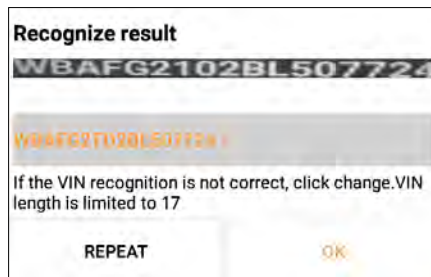 Recognize result
WBAFG2102BL507724
If the VIN recognition is not correct, click change.VIN
length is limited to 17
REPEAT
OK